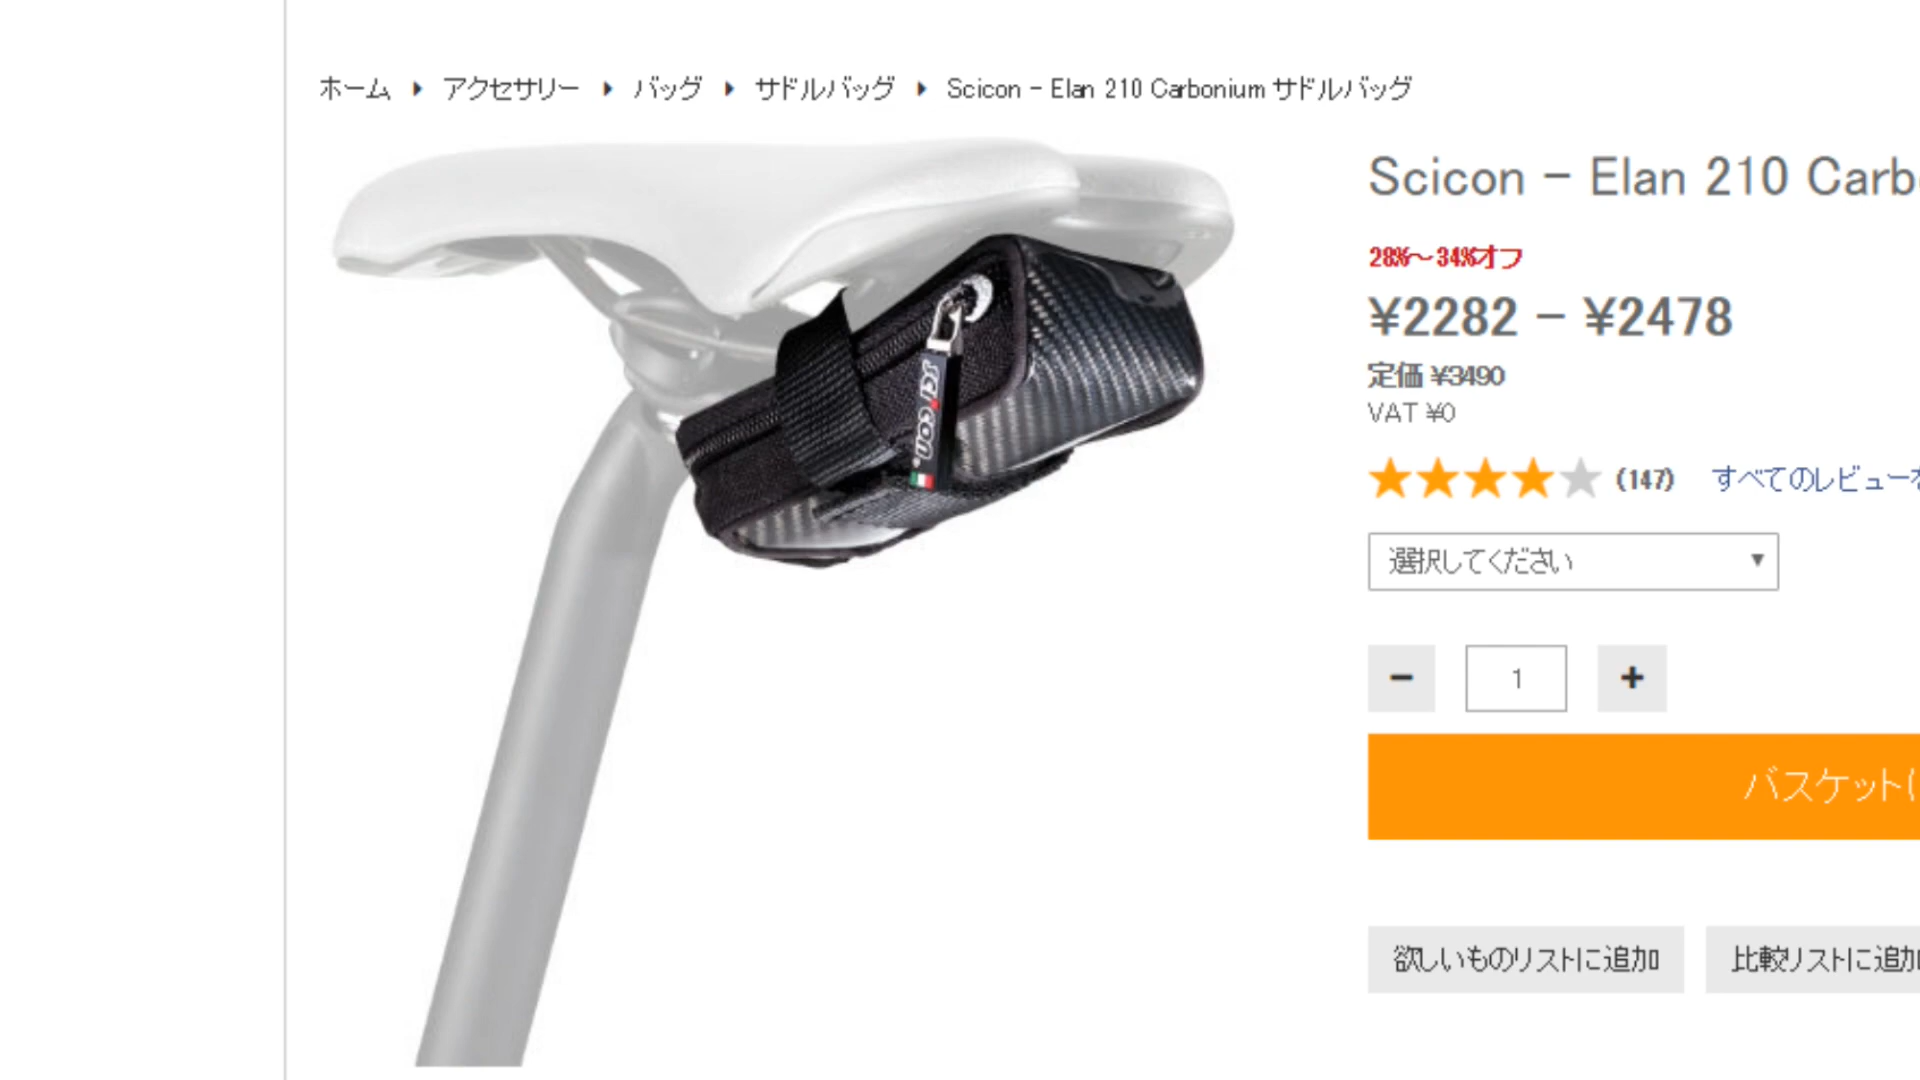 ホーム ▸ アクセサリー ▸ バッグ ▸ サドルバッグ ▸ Scicon - Elan 210 Carbonium サドルバッグ
Scicon - Elan 210 Carb
28%～34%オフ
¥2282 - ¥2478
定価 ¥3490
VAT ¥0
(147) すべてのレビューを
選択してください ▼
- 1 +
バスケットに
欲しいものリストに追加 比較リストに追加
scicon